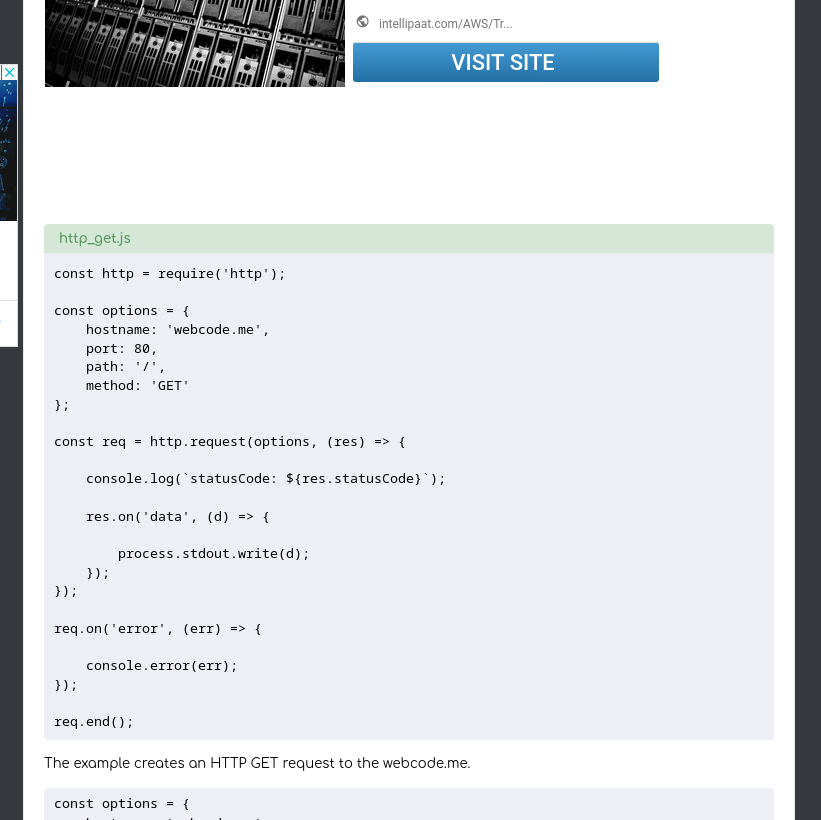 intellipaat.com/AWS/Tr...
VISIT SITE
http_get.js
const http = require('http');
const options = {
    hostname: 'webcode.me',
    port: 80,
    path: '/',
    method: 'GET'
};
const req = http.request(options, (res) => {
    console.log(`statusCode: ${res.statusCode}`);
    res.on('data', (d) => {
        process.stdout.write(d);
    });
});
req.on('error', (err) => {
    console.error(err);
});
req.end();
The example creates an HTTP GET request to the webcode.me.
const options = {